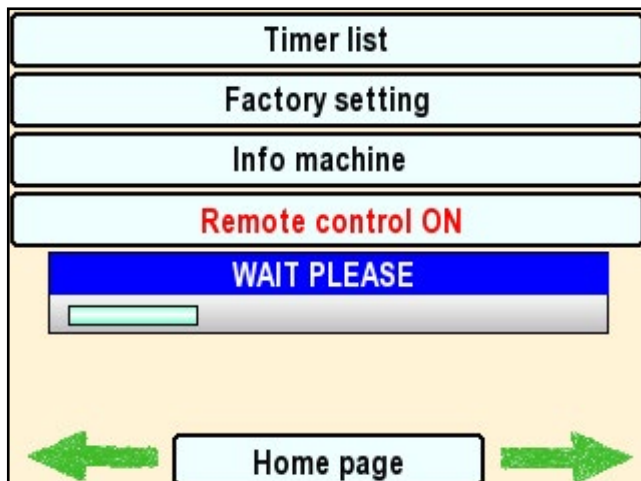 Timer list
Factory setting
Info machine
Remote control ON
WAIT PLEASE
Home page